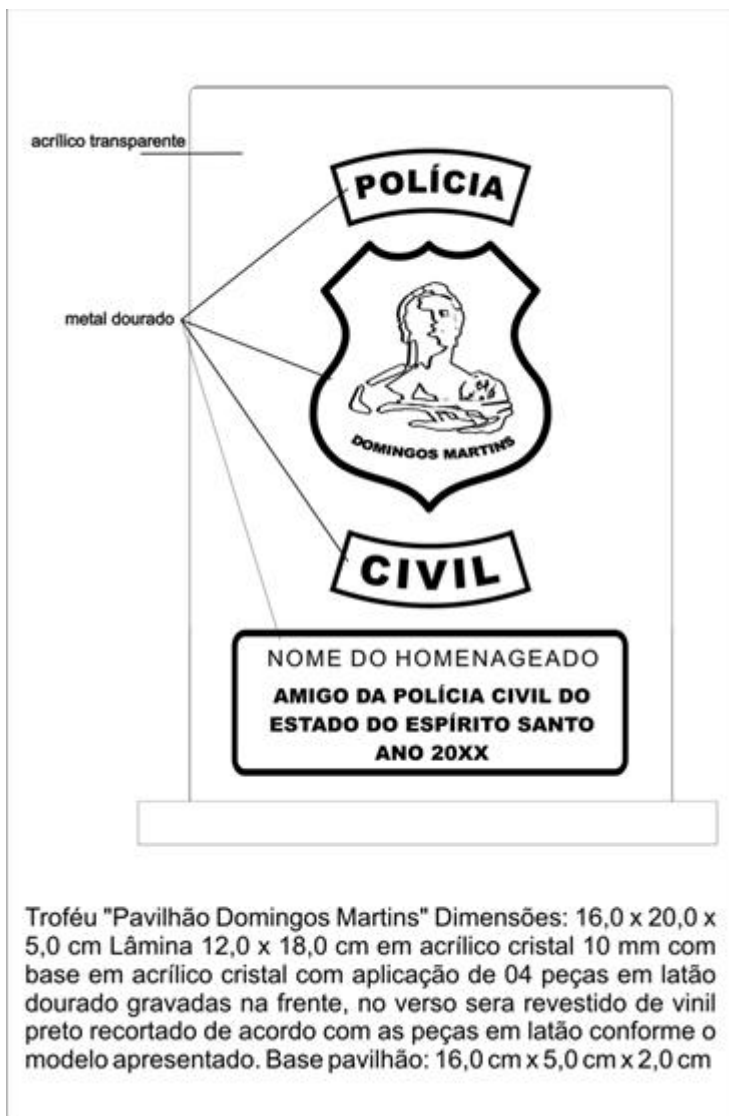 acrílico transparente
POLÍCIA
metal dourado
DOMINGOS MARTINS
CIVIL
NOME DO HOMENAGEADO
AMIGO DA POLÍCIA CIVIL DO
ESTADO DO ESPÍRITO SANTO
ANO 20XX
Troféu "Pavilhão Domingos Martins" Dimensões: 16,0 x 20,0 x
5,0 cm Lâmina 12,0 x 18,0 cm em acrílico cristal 10 mm com
base em acrílico cristal com aplicação de 04 peças em latão
dourado gravadas na frente, no verso sera revestido de vinil
preto recortado de acordo com as peças em latão conforme o
modelo apresentado. Base pavilhão: 16,0 cm x 5,0 cm x 2,0 cm